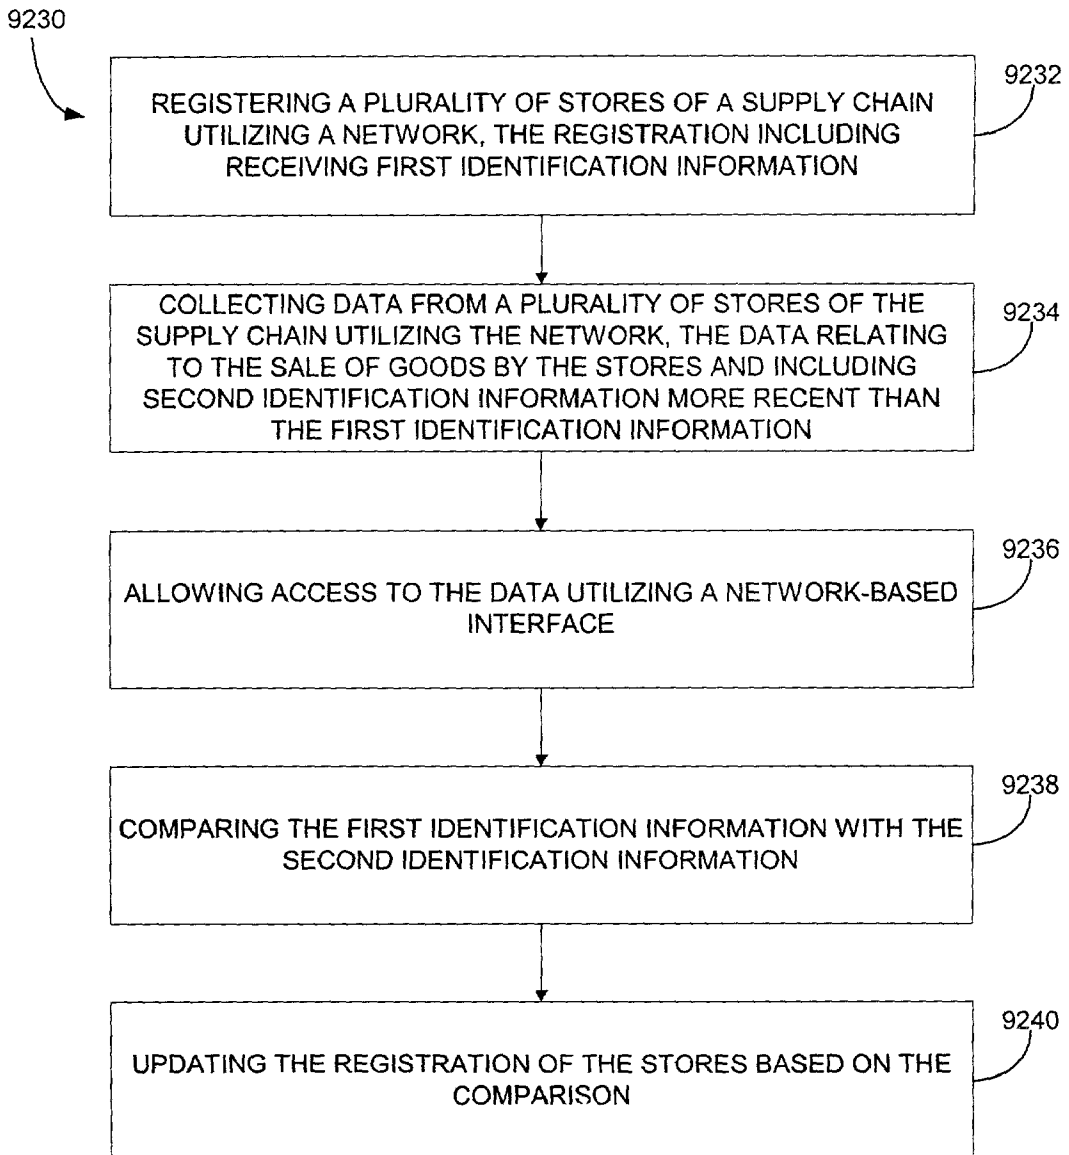 9230
9232
REGISTERING A PLURALITY OF STORES OF A SUPPLY CHAIN
UTILIZING A NETWORK, THE REGISTRATION INCLUDING
RECEIVING FIRST IDENTIFICATION INFORMATION
9234
COLLECTING DATA FROM A PLURALITY OF STORES OF THE
SUPPLY CHAIN UTILIZING THE NETWORK, THE DATA RELATING
TO THE SALE OF GOODS BY THE STORES AND INCLUDING
SECOND IDENTIFICATION INFORMATION MORE RECENT THAN
THE FIRST IDENTIFICATION INFORMATION
9236
ALLOWING ACCESS TO THE DATA UTILIZING A NETWORK-BASED
INTERFACE
9238
COMPARING THE FIRST IDENTIFICATION INFORMATION WITH THE
SECOND IDENTIFICATION INFORMATION
9240
UPDATING THE REGISTRATION OF THE STORES BASED ON THE
COMPARISON